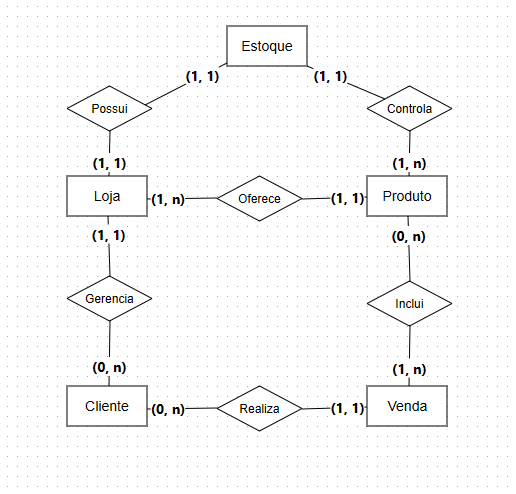 Estoque
(1, 1)
(1, 1)
Possui
Controla
(1, 1)
(1, n)
Loja
(1, n)
Oferece
(1, 1)
Produto
(1, 1)
(0, n)
Gerencia
Inclui
(0, n)
(1, n)
Cliente
(0, n)
Realiza
(1, 1)
Venda